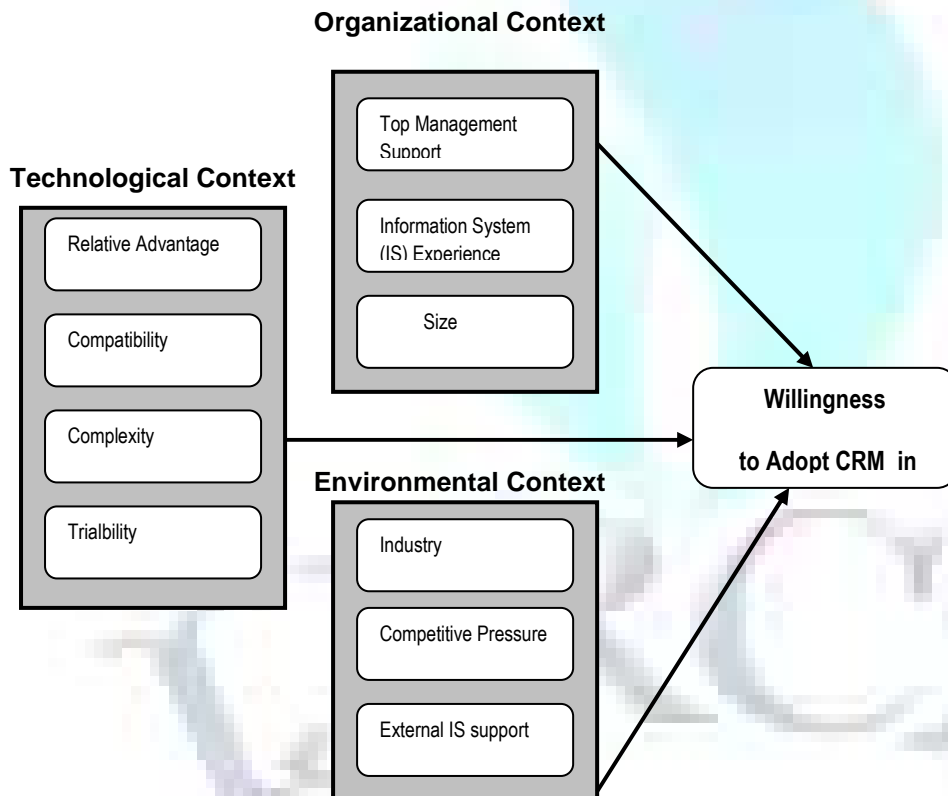 Organizational Context
Top Management
Support
Information System
(IS) Experience
Size
Technological Context
Relative Advantage
Compatibility
Complexity
Trialbility
Willingness
to Adopt CRM in
Environmental Context
Industry
Competitive Pressure
External IS support